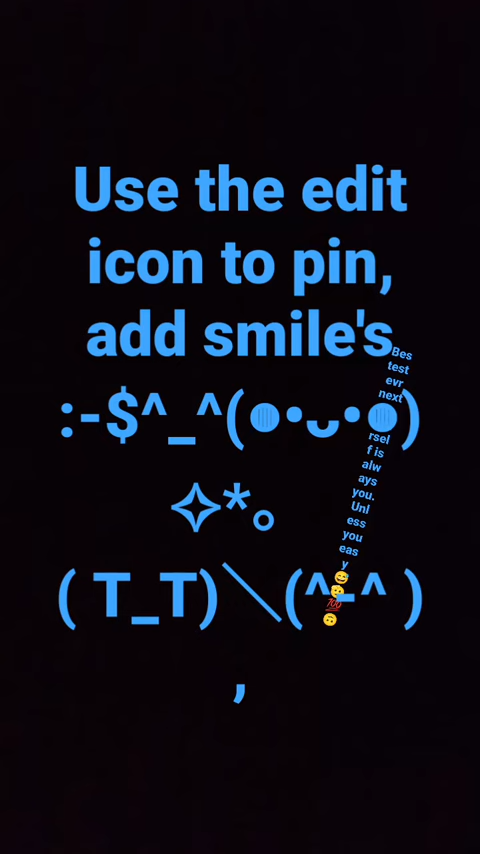 Use the edit
icon to pin,
add smile's
:-$^_^(◍•ᴗ•◍)
✧*。
( T_T)＼(^-^ )
,
Bes
test
evr
next
rsel
f is
alw
ays
you.
Unl
ess
you
eas
y
😄
🙂
💯
🙃